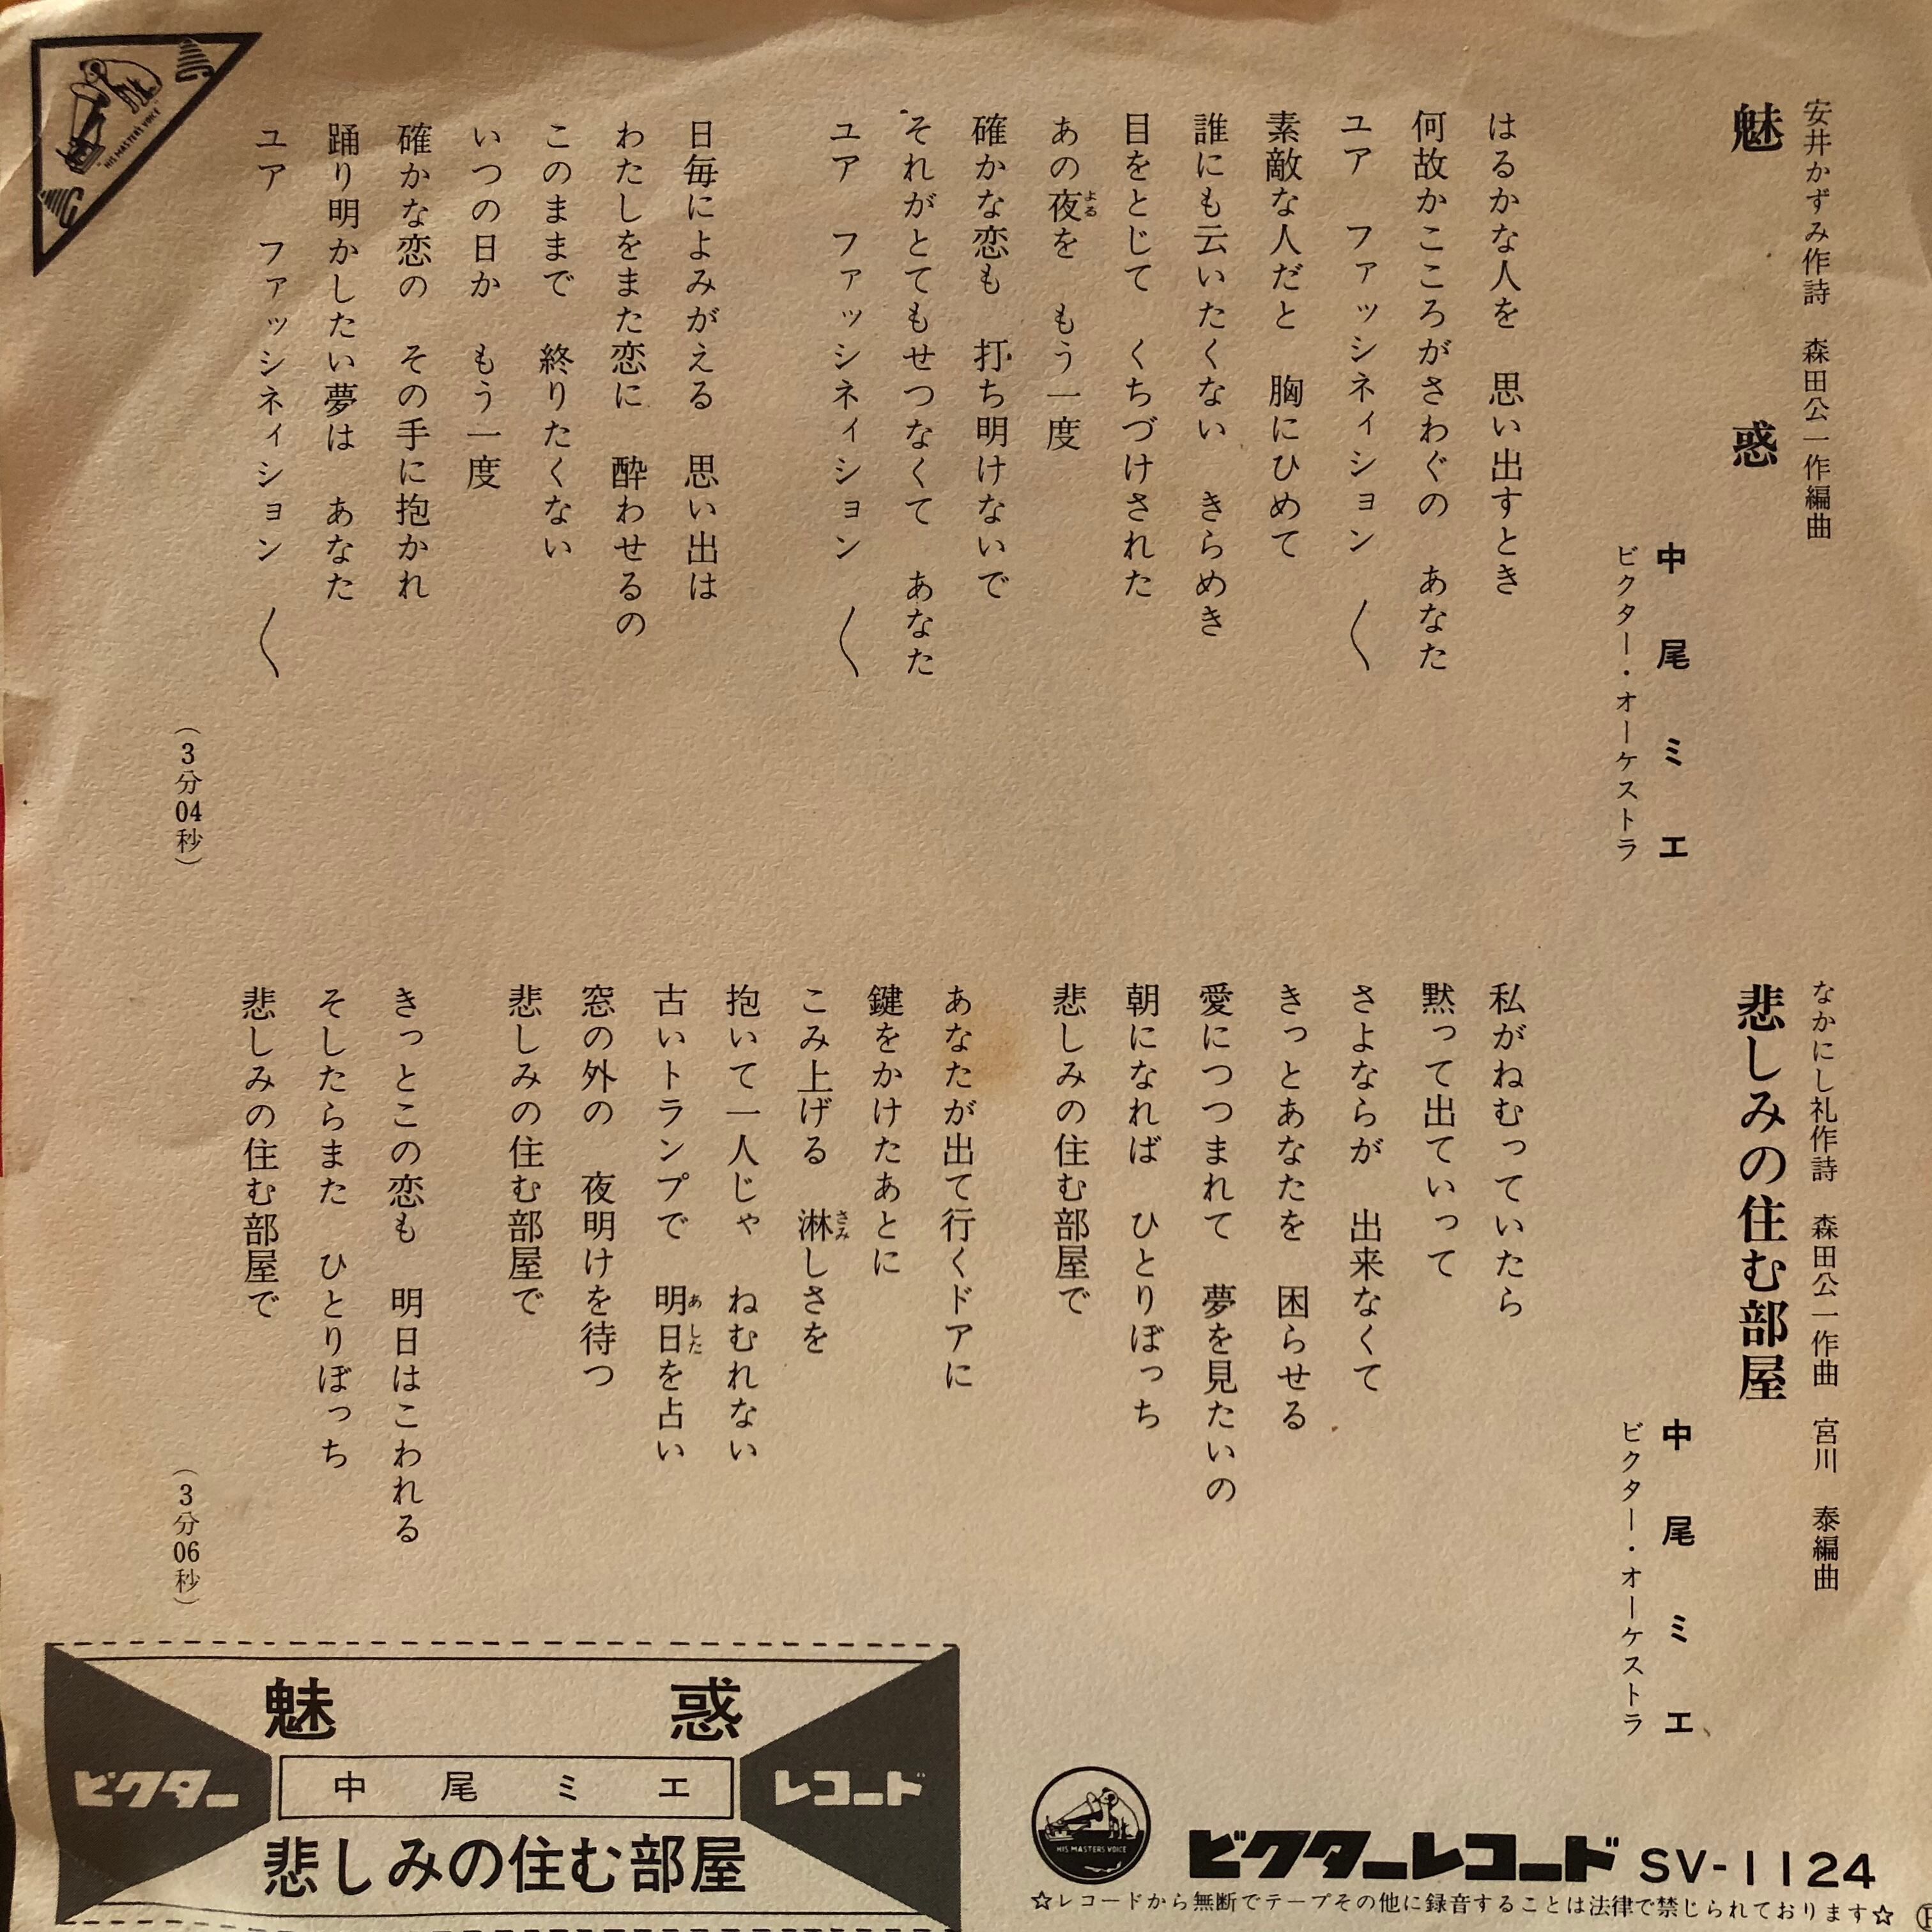 安井かずみ作詩　森田公一作編曲
魅惑
中尾ミエ
ビクター・オーケストラ
はるかな人を　思い出すとき
何故かこころがさわぐの　あなた
ユア　ファッシネィション　〱
素敵な人だと　胸にひめて
誰にも云いたくない　きらめき
目をとじて　くちづけされた
あの夜を　もう一度
よる
確かな恋も　打ち明けないで
それがとてもせつなくて　あなた
ユア　ファッシネィション　〱
日毎によみがえる　思い出は
わたしをまた恋に　酔わせるの
このままで　終りたくない
いつの日か　もう一度
確かな恋の　その手に抱かれ
踊り明かしたい夢は　あなた
ユア　ファッシネィション　〱
（3分04秒）
なかにし礼作詩　森田公一作曲　宮川　泰編曲
悲しみの住む部屋
中尾ミエ
ビクター・オーケストラ
私がねむっていたら
黙って出ていって
さよならが　出来なくて
きっとあなたを　困らせる
愛につつまれて　夢を見たいの
朝になれば　ひとりぼっち
悲しみの住む部屋で
あなたが出て行くドアに
鍵をかけたあとに
こみ上げる　淋しさを
さみ
抱いて一人じゃ　ねむれない
古いトランプで　明日を占い
あした
窓の外の　夜明けを待つ
悲しみの住む部屋で
きっとこの恋も　明日はこわれる
そしたらまた　ひとりぼっち
悲しみの住む部屋で
（3分06秒）
"HIS MASTER'S VOICE"
魅惑
ビクター
中尾ミエ
レコード
悲しみの住む部屋
HIS MASTERS VOICE
ビクターレコード SV-1124
☆レコードから無断でテープその他に録音することは法律で禁じられております☆